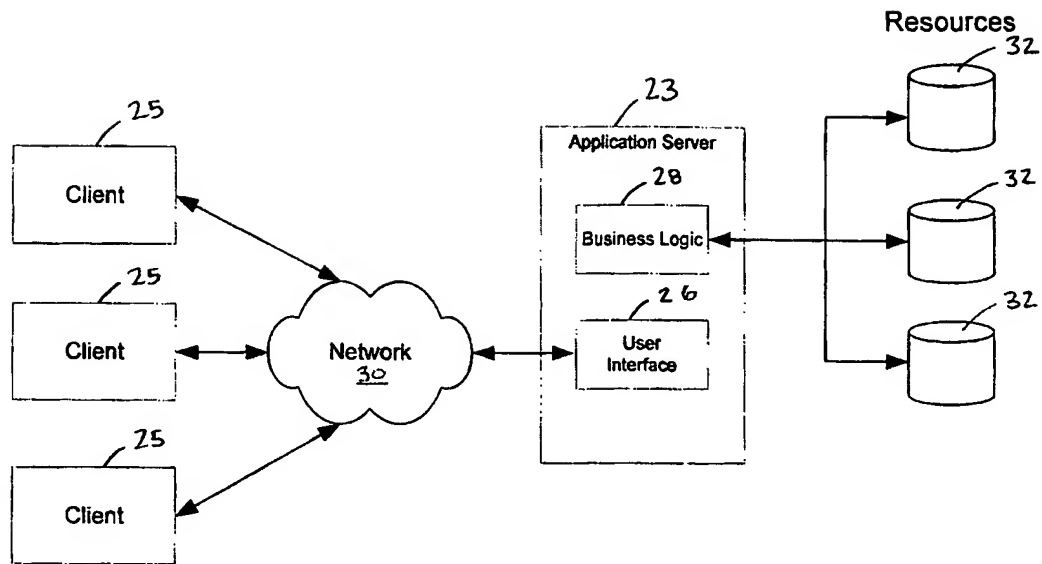 Resources
32
25
Client
23
Application Server
28
Business Logic
32
25
Client
Network
30
26
User
Interface
32
25
Client